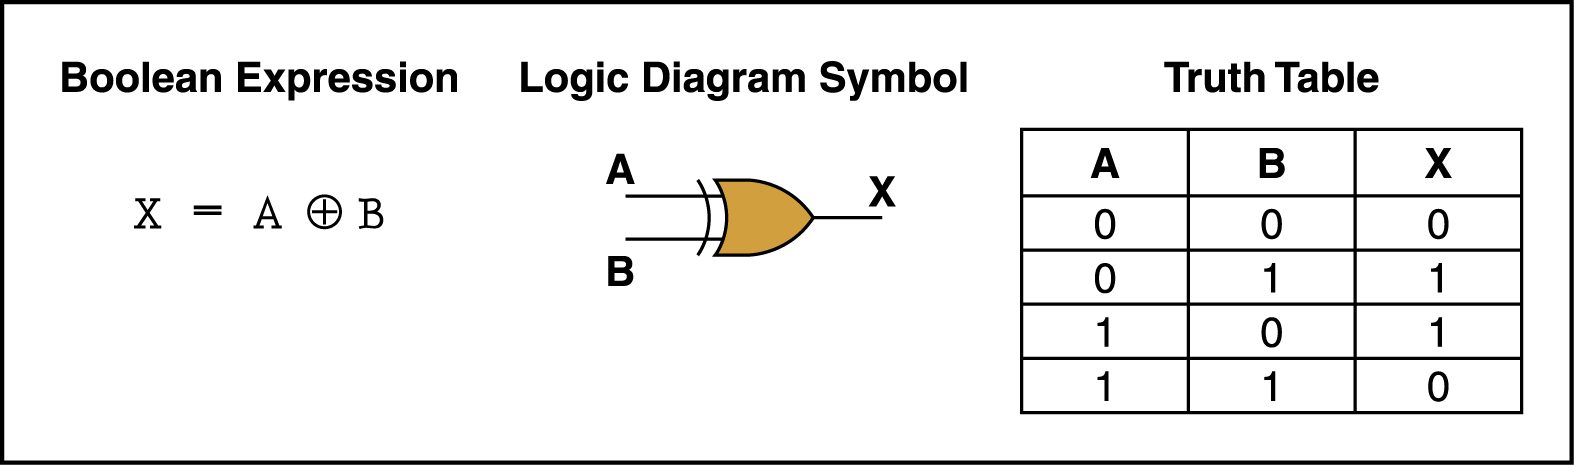 Boolean Expression
X = A ⊕ B
Logic Diagram Symbol
A
B
X
Truth Table
A B X
0 0 0
0 1 1
1 0 1
1 1 0